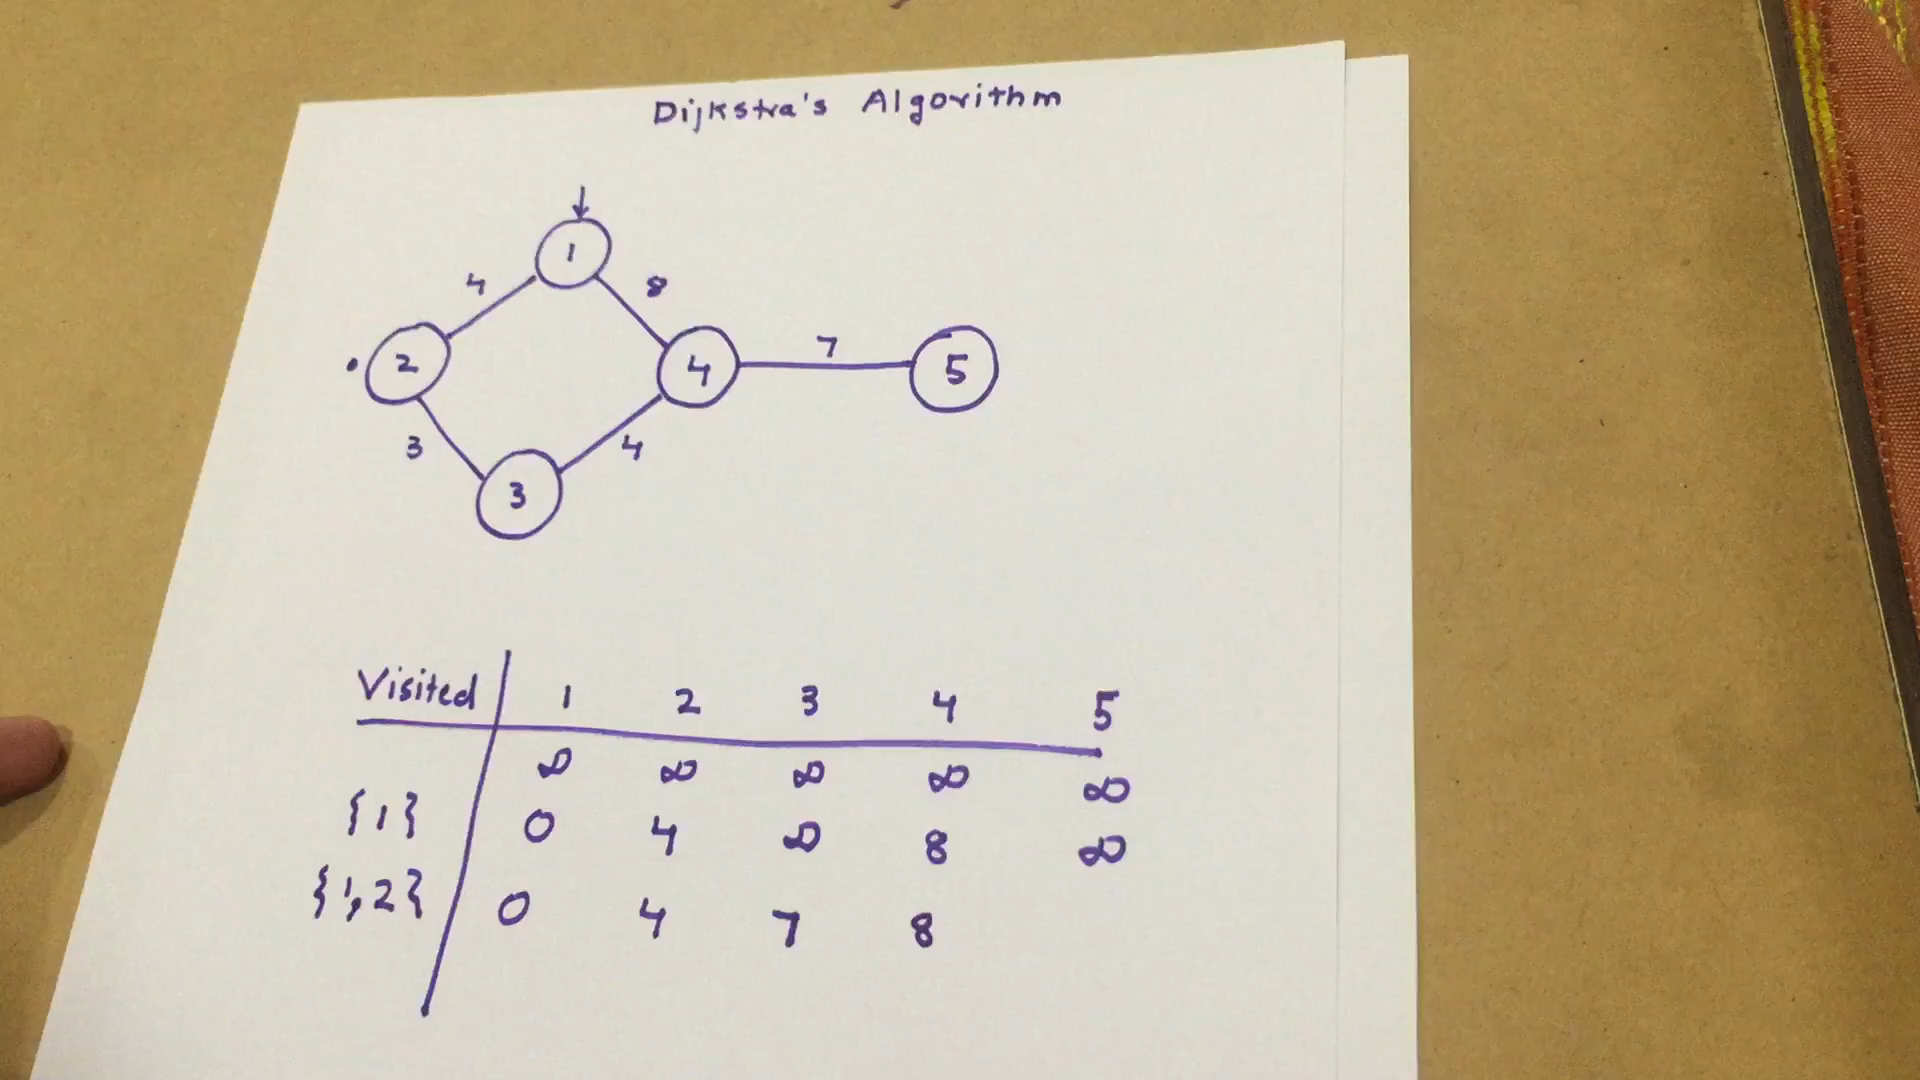 Dijkstra's Algorithm
1
4 8
2 4 7 5
3 4
3
Visited 1 2 3 4 5
∞ ∞ ∞ ∞ ∞
{1} 0 4 ∞ 8 ∞
{1,2} 0 4 7 8